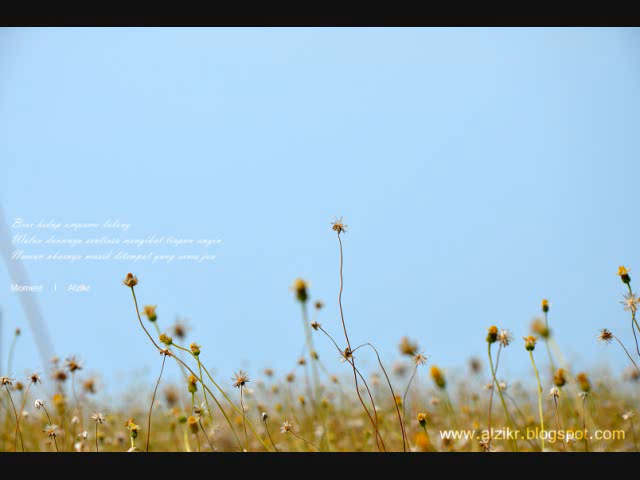 Biar hidup umpama lalang
Walau daunnya sentiasa mengikut tiupan angin
Namun akarnya masih ditempat yang sama jua
Moment | Alzikr
www.alzikr.blogspot.com